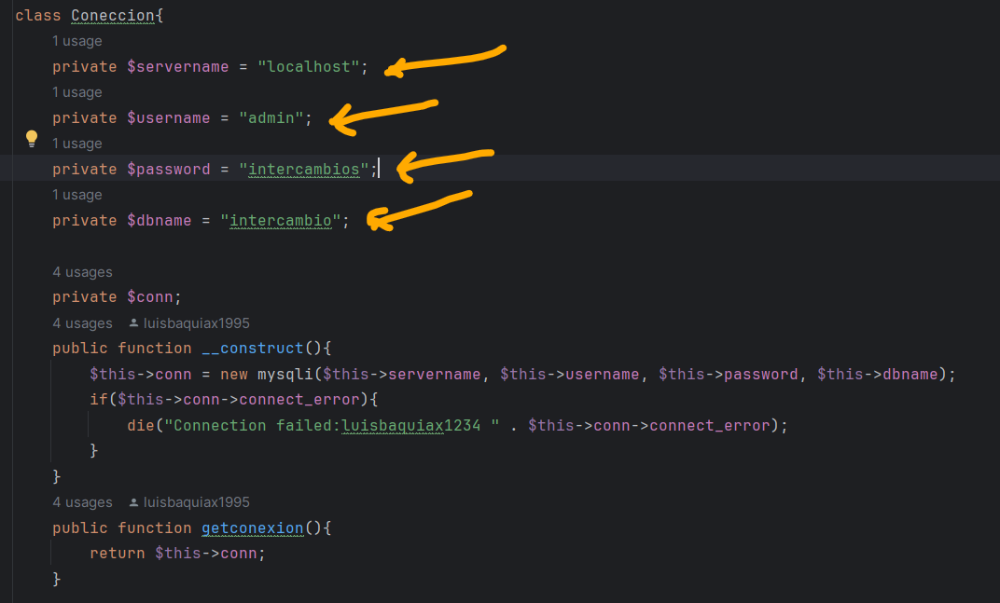 class Coneccion{
1 usage
private $servername = "localhost";
1 usage
private $username = "admin";
1 usage
private $password = "intercambios";
1 usage
private $dbname = "intercambio";
4 usages
private $conn;
4 usages luisbaquiax1995
public function __construct(){
$this->conn = new mysqli($this->servername, $this->username, $this->password, $this->dbname);
if($this->conn->connect_error){
die("Connection failed:luisbaquiax1234 " . $this->conn->connect_error);
}
}
4 usages luisbaquiax1995
public function getconexion(){
return $this->conn;
}